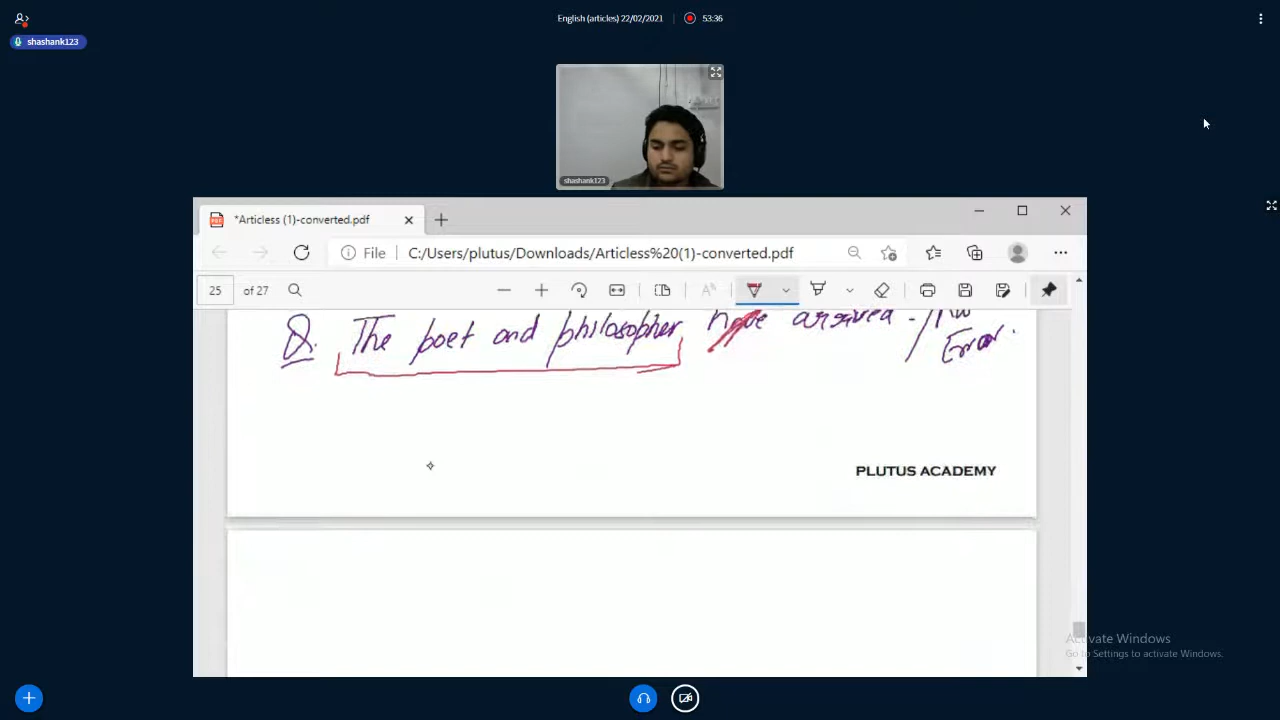 English (articles) 22/02/2021 53:36
shashank123
shashank123
*Articless (1)-converted.pdf
File C:/Users/plutus/Downloads/Articless%20(1)-converted.pdf
25 of 27
Q. The poet and philosopher have arrived - / No
Error.
PLUTUS ACADEMY
Activate Windows
Go to Settings to activate Windows.